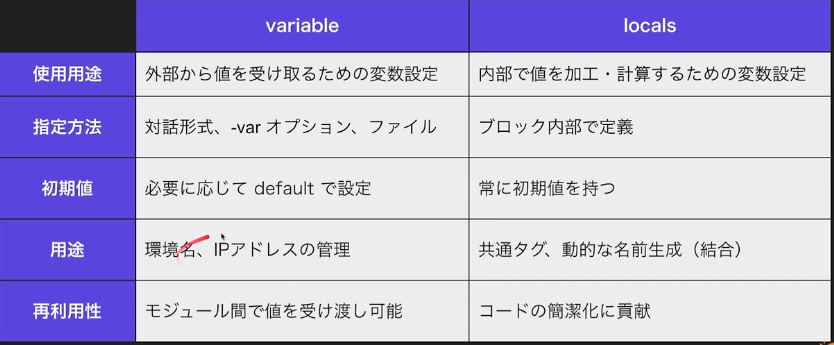 variable
locals
使用用途
外部から値を受け取るための変数設定
内部で値を加工・計算するための変数設定
指定方法
対話形式、-var オプション、ファイル
ブロック内部で定義
初期値
必要に応じて default で設定
常に初期値を持つ
用途
環境名、IPアドレスの管理
共通タグ、動的な名前生成（結合）
再利用性
モジュール間で値を受け渡し可能
コードの簡潔化に貢献